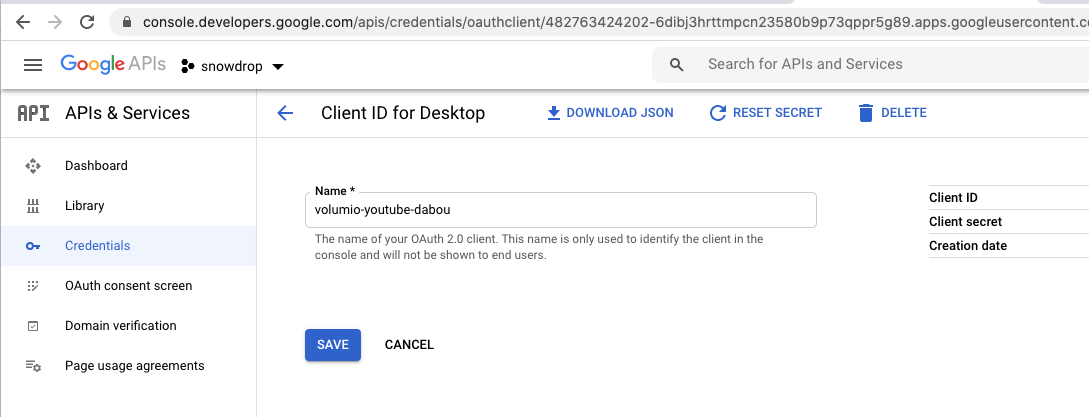 console.developers.google.com/apis/credentials/oauthclient/482763424202-6dibj3hrttmpcn23580b9p73qppr5g89.apps.googleusercontent.c
Google APIs snowdrop Search for APIs and Services
API APIs & Services Client ID for Desktop DOWNLOAD JSON RESET SECRET DELETE
Dashboard
Library
Credentials
OAuth consent screen
Domain verification
Page usage agreements
Name *
volumio-youtube-dabou
The name of your OAuth 2.0 client. This name is only used to identify the client in the
console and will not be shown to end users.
SAVE CANCEL
Client ID
Client secret
Creation date